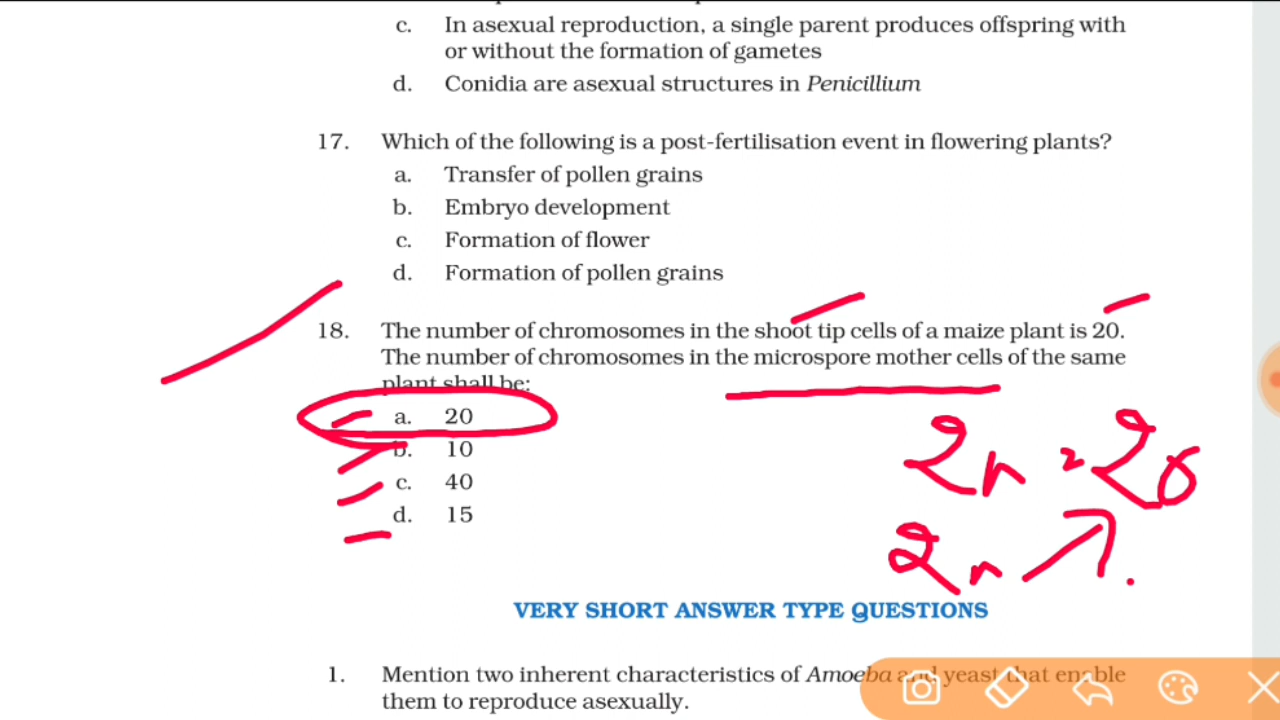 c. In asexual reproduction, a single parent produces offspring with
or without the formation of gametes
d. Conidia are asexual structures in Penicillium
17. Which of the following is a post-fertilisation event in flowering plants?
a. Transfer of pollen grains
b. Embryo development
c. Formation of flower
d. Formation of pollen grains
18. The number of chromosomes in the shoot tip cells of a maize plant is 20.
The number of chromosomes in the microspore mother cells of the same
plant shall be:
a. 20
b. 10
c. 40
d. 15
2n = 20
2n
VERY SHORT ANSWER TYPE QUESTIONS
1. Mention two inherent characteristics of Amoeba and yeast that enable
them to reproduce asexually.